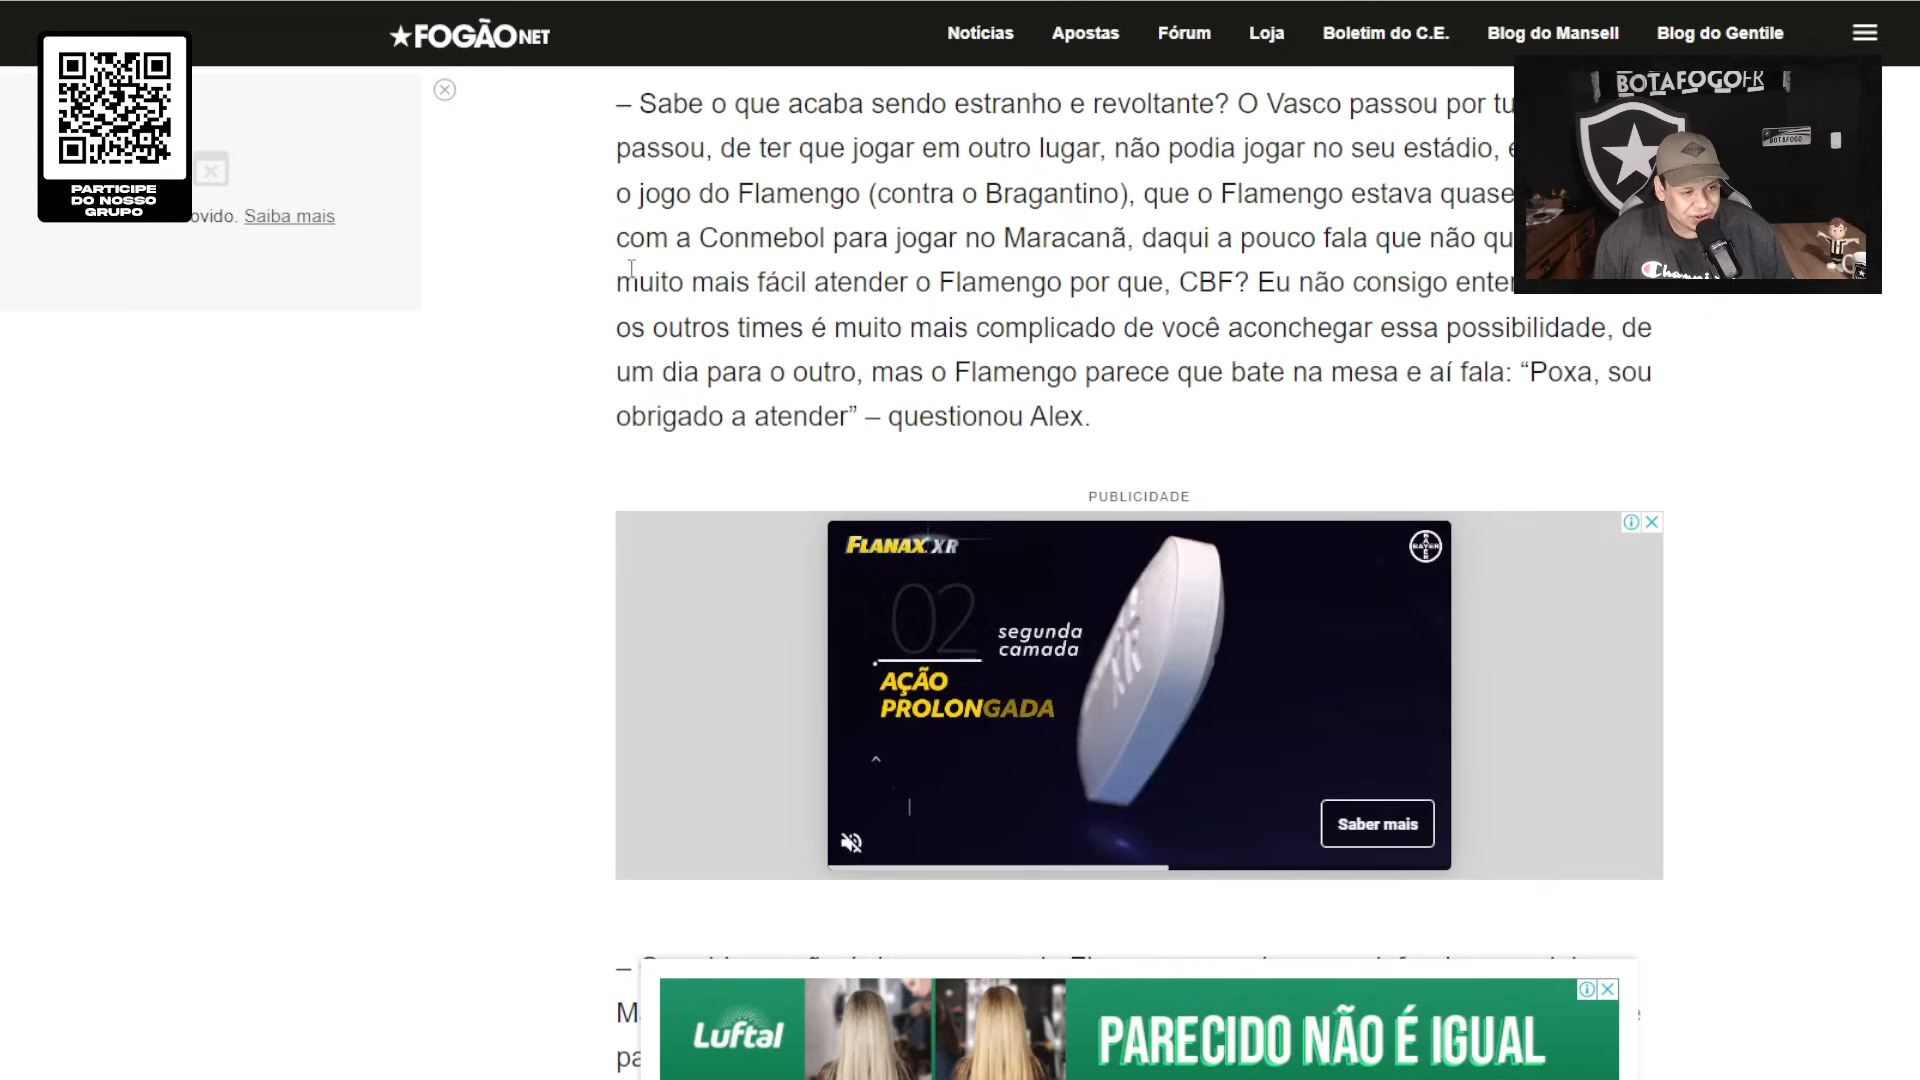 FOGÃONET
Notícias
Apostas
Fórum
Loja
Boletim do C.E.
Blog do Mansell
Blog do Gentile
PARTICIPE
DO NOSSO
GRUPO
ovido. Saiba mais
BOTAFOGOFR
BOTAFOGO
Champi
– Sabe o que acaba sendo estranho e revoltante? O Vasco passou por tu
passou, de ter que jogar em outro lugar, não podia jogar no seu estádio,
o jogo do Flamengo (contra o Bragantino), que o Flamengo estava quase
com a Conmebol para jogar no Maracanã, daqui a pouco fala que não qu
muito mais fácil atender o Flamengo por que, CBF? Eu não consigo enter
os outros times é muito mais complicado de você aconchegar essa possibilidade, de
um dia para o outro, mas o Flamengo parece que bate na mesa e aí fala: “Poxa, sou
obrigado a atender” – questionou Alex.
PUBLICIDADE
FLANAX XR
BAYER
02
segunda
camada
AÇÃO
PROLONGADA
Saber mais
–
Ma
pa
Luftal
PARECIDO NÃO É IGUAL